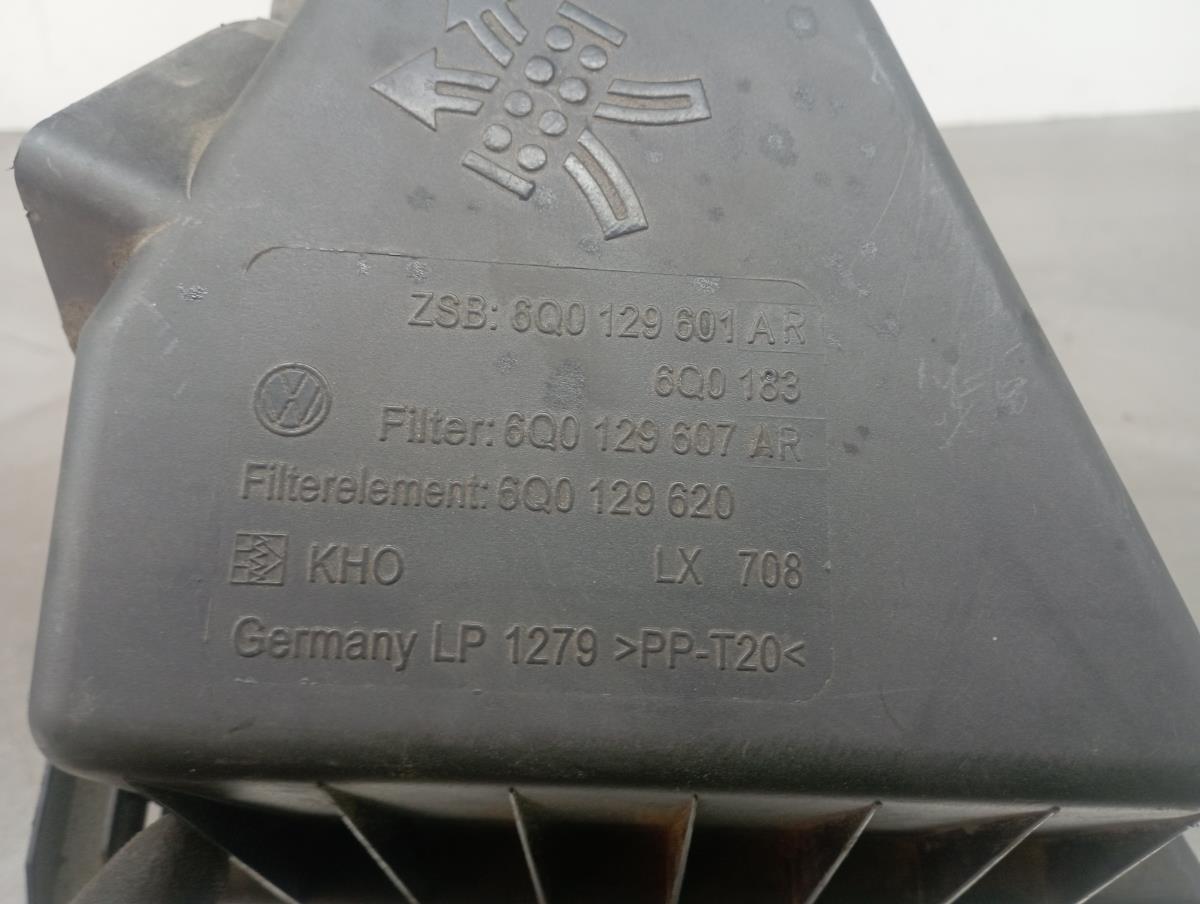 ZSB: 6Q0 129 601 AR
6Q0 183
Filter: 6Q0 129 607 AR
Filterelement: 6Q0 129 620
KHO LX 708
Germany LP 1279 >PP-T20<